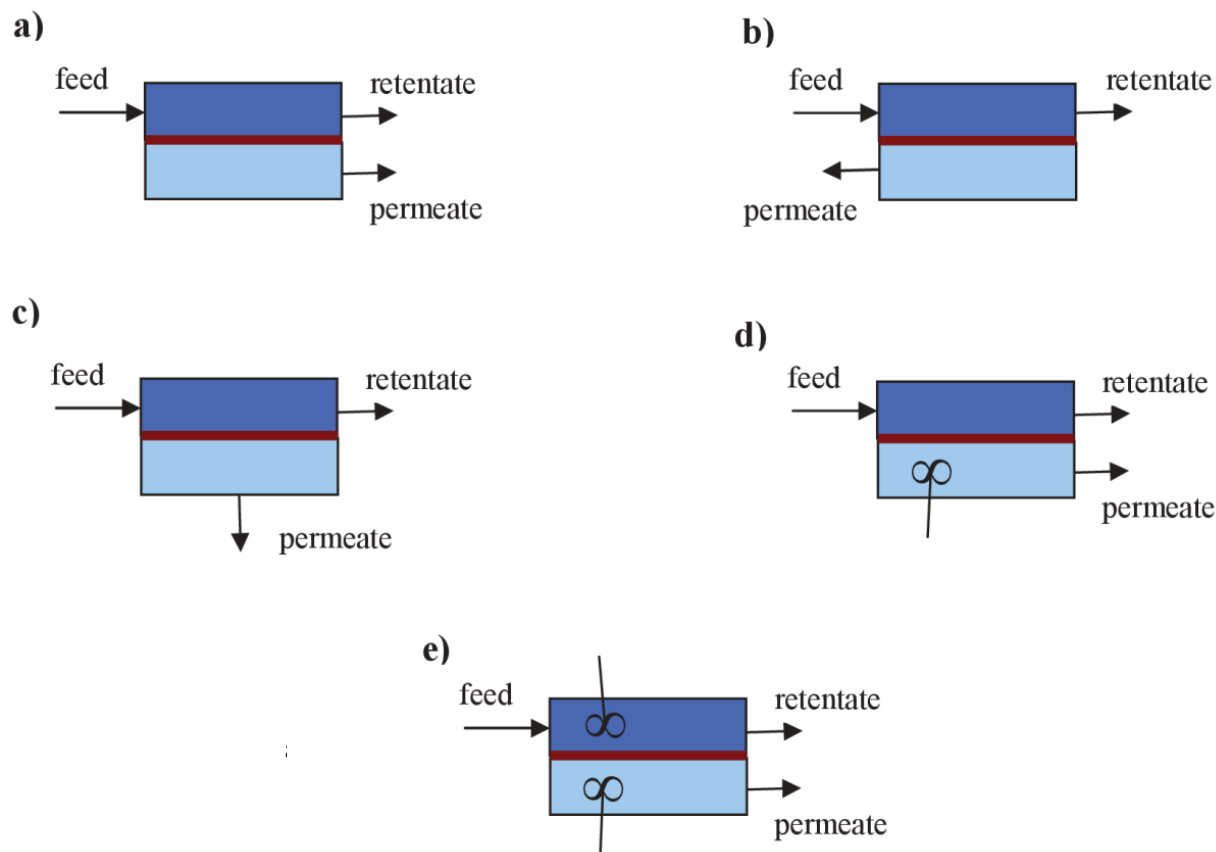 a)
feed
retentate
permeate
b)
feed
retentate
permeate
c)
feed
retentate
permeate
d)
feed
retentate
∞
permeate
e)
feed
∞
retentate
∞
permeate